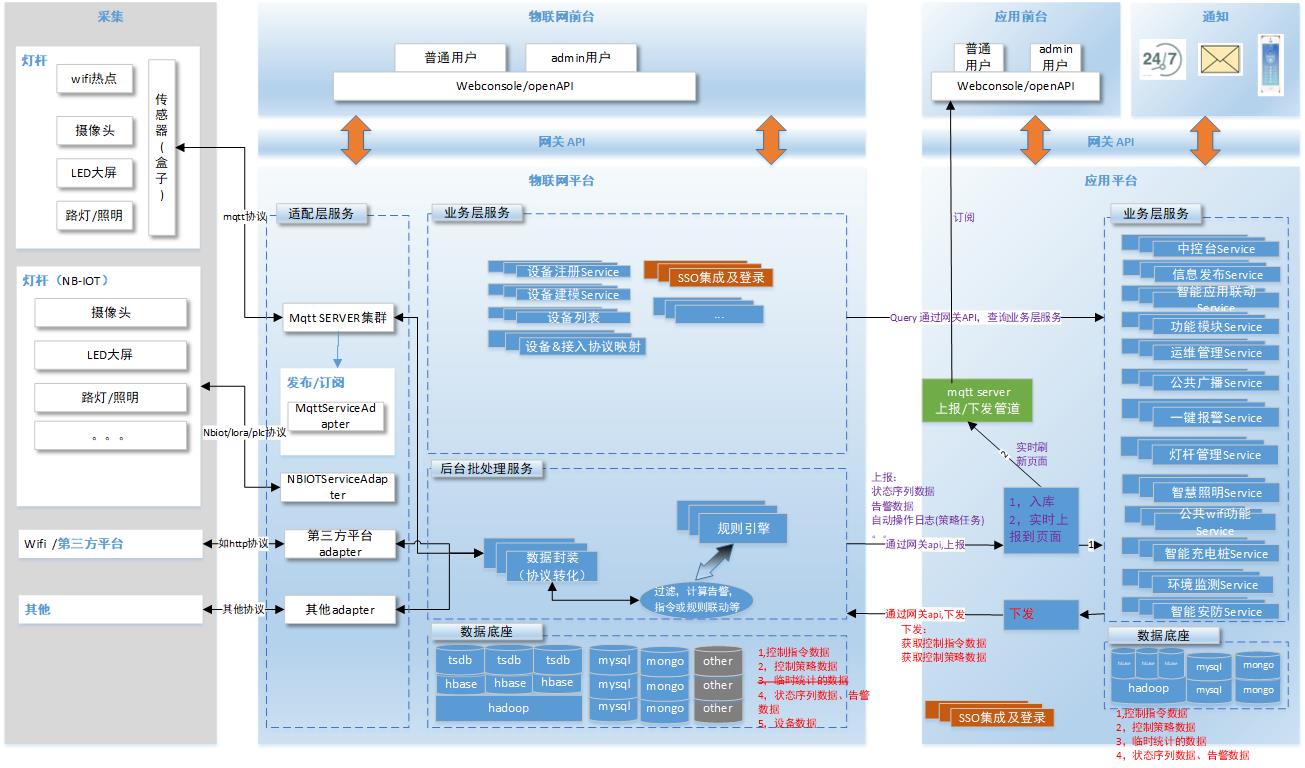 采集
灯杆
wifi热点
摄像头
LED大屏
路灯/照明
传
感
器
(
盒
子
)
灯杆（NB-IOT）
摄像头
LED大屏
路灯/照明
。。。
Wifi /第三方平台
其他
mqtt协议
Nbiot/lora/plc协议
如http协议
其他协议
物联网前台
普通用户
admin用户
Webconsole/openAPI
网关 API
物联网平台
适配层服务
Mqtt SERVER集群
发布/订阅
MqttServiceAd
apter
NBIOTServiceAdap
ter
第三方平台
adapter
其他adapter
业务层服务
设备注册Service
设备建模Service
设备列表
设备&接入协议映射
SSO集成及登录
...
后台批处理服务
规则引擎
数据封装
（协议转化）
过滤，计算告警,
指令或规则联动等
数据底座
tsdb
tsdb
tsdb
hbase
hbase
hbase
hadoop
mysql
mysql
mysql
mongo
mongo
mongo
other
other
other
1,控制指令数据
2，控制策略数据
3，临时统计的数据
4，状态序列数据、告警
数据
5，设备数据
Query 通过网关API，查询业务层服务
上报：
状态序列数据
告警数据
自动操作日志(策略任务)
。。
通过网关api,上报
通过网关api,下发
下发：
获取控制指令数据
获取控制策略数据
应用前台
普通
用户
admin
用户
Webconsole/openAPI
通知
24/7
网关 API
应用平台
订阅
mqtt server
上报/下发管道
2
实时刷
新页面
1，入库
2，实时上
报到页面
1
下发
SSO集成及登录
业务层服务
中控台Service
信息发布Service
智能应用联动
Service
功能模块Service
运维管理Service
公共广播Service
一键报警Service
灯杆管理Service
智慧照明Service
公共wifi功能
Service
智能充电桩Service
环境监测Service
智能安防Service
数据底座
hbase
hbase
hbase
hadoop
mysql
mysql
mongo
mongo
1,控制指令数据
2，控制策略数据
3，临时统计的数据
4，状态序列数据、告警数据